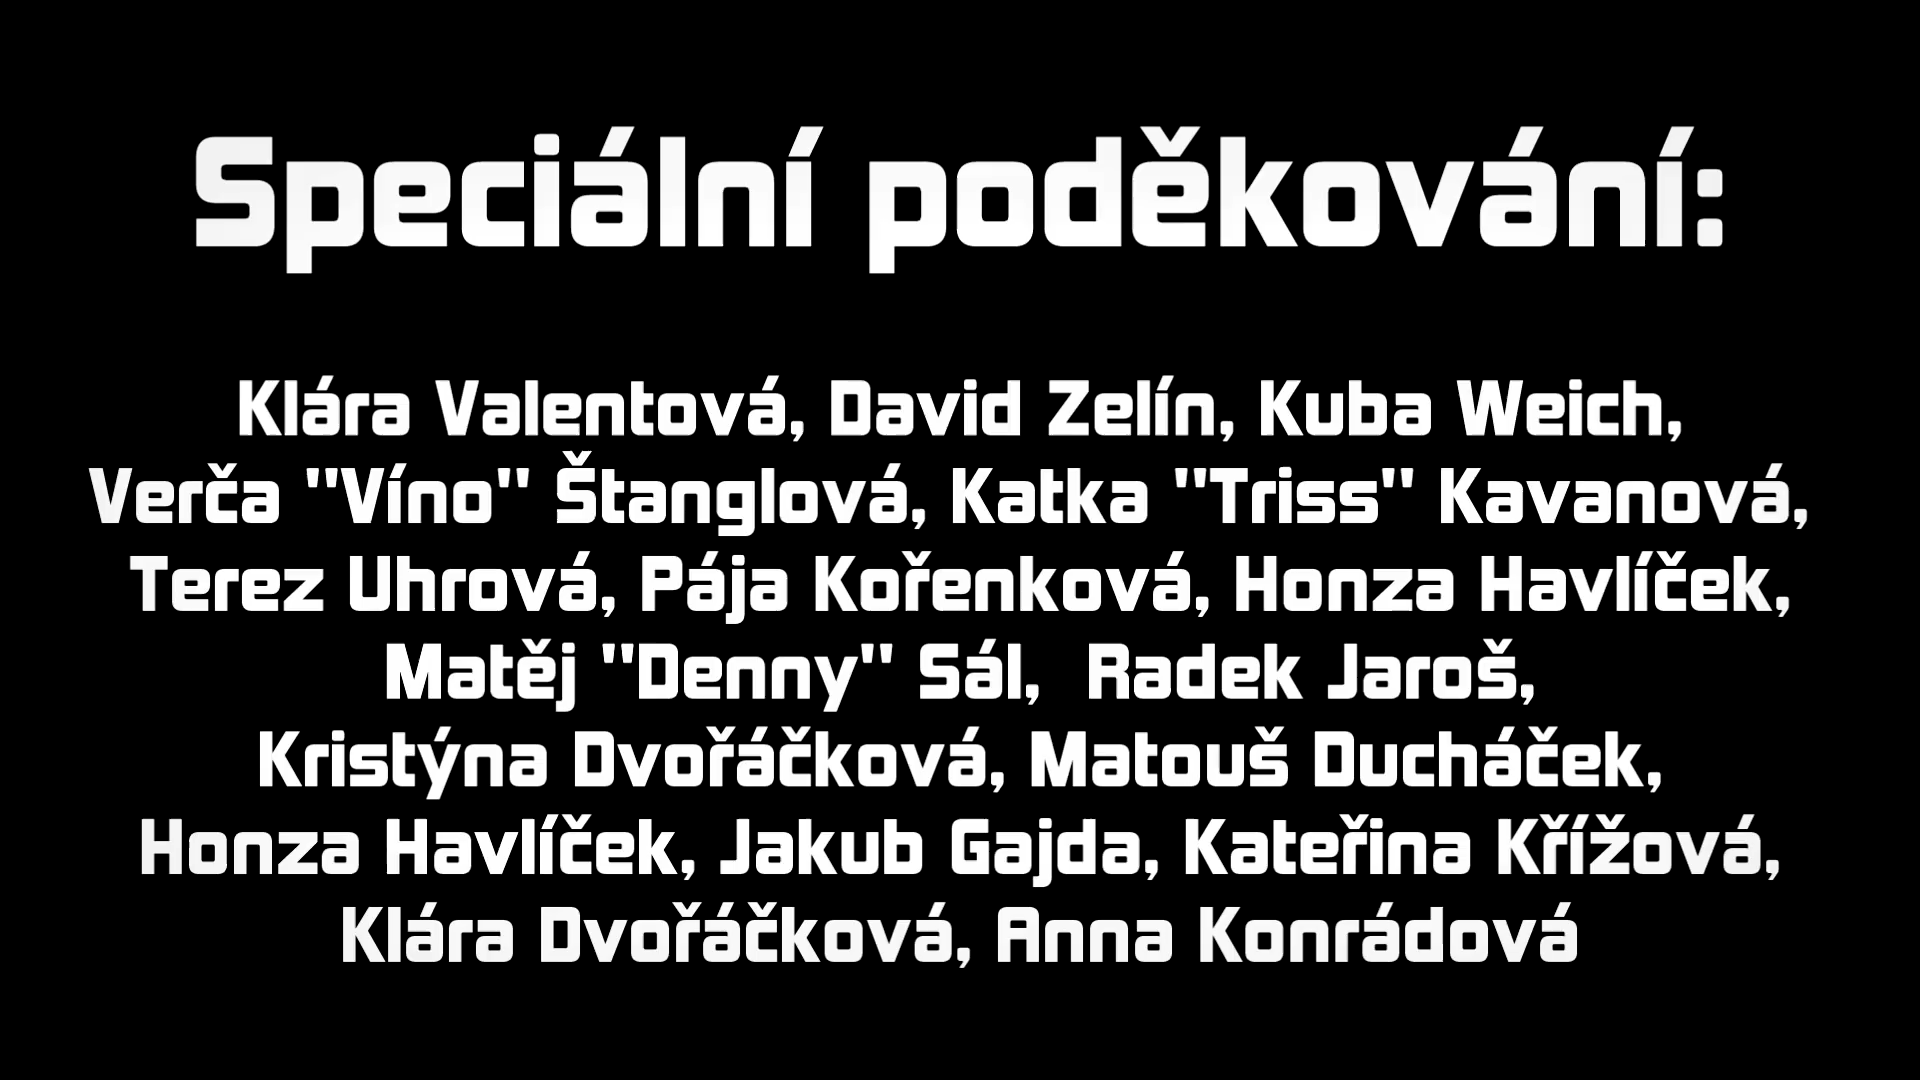 Speciální poděkování:
Klára Valentová, David Zelín, Kuba Weich,
Verča "Víno" Štanglová, Katka "Triss" Kavanová,
Terez Uhrová, Pája Kořenková, Honza Havlíček,
Matěj "Denny" Sál,  Radek Jaroš,
Kristýna Dvořáčková, Matouš Ducháček,
Honza Havlíček, Jakub Gajda, Kateřina Křížová,
Klára Dvořáčková, Anna Konrádová